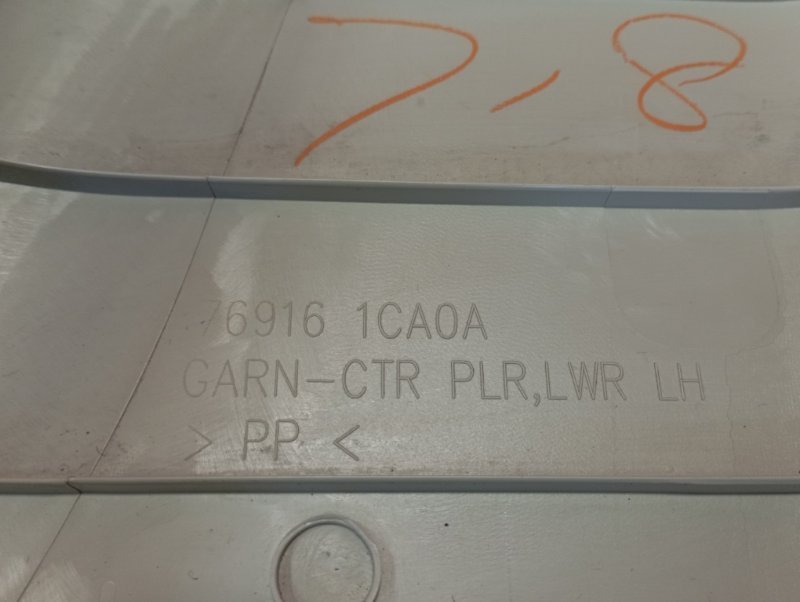 7,8
76916 1CA0A
GARN-CTR PLR,LWR LH
> PP <